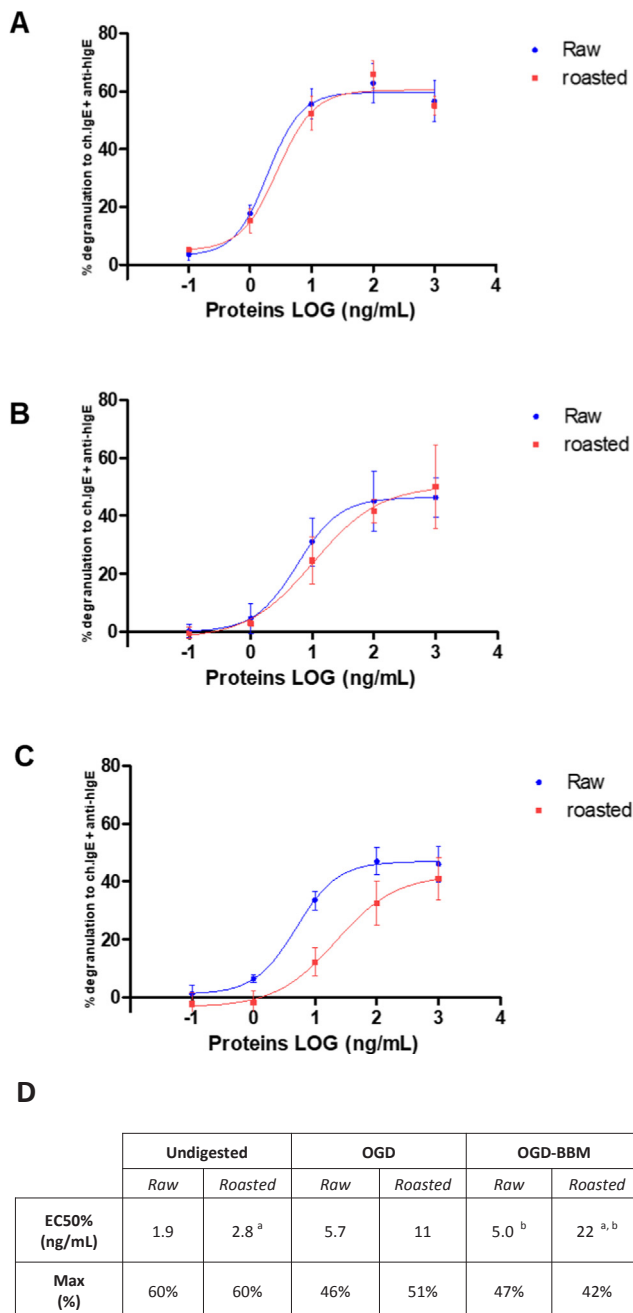 A
% degranulation to ch.IgE + anti-hIgE
80
60
40
20
0
-1 0 1 2 3 4
Proteins LOG (ng/mL)
Raw
roasted
B
% degranulation to ch.IgE + anti-hIgE
80
60
40
20
0
-1 0 1 2 3 4
Proteins LOG (ng/mL)
Raw
roasted
C
% degranulation to ch.IgE + anti-hIgE
80
60
40
20
0
-1 0 1 2 3 4
Proteins LOG (ng/mL)
Raw
roasted
D
Undigested OGD OGD-BBM
Raw Roasted Raw Roasted Raw Roasted
EC50%
(ng/mL)
1.9 2.8 a 5.7 11 5.0 b 22 a, b
Max
(%)
60% 60% 46% 51% 47% 42%